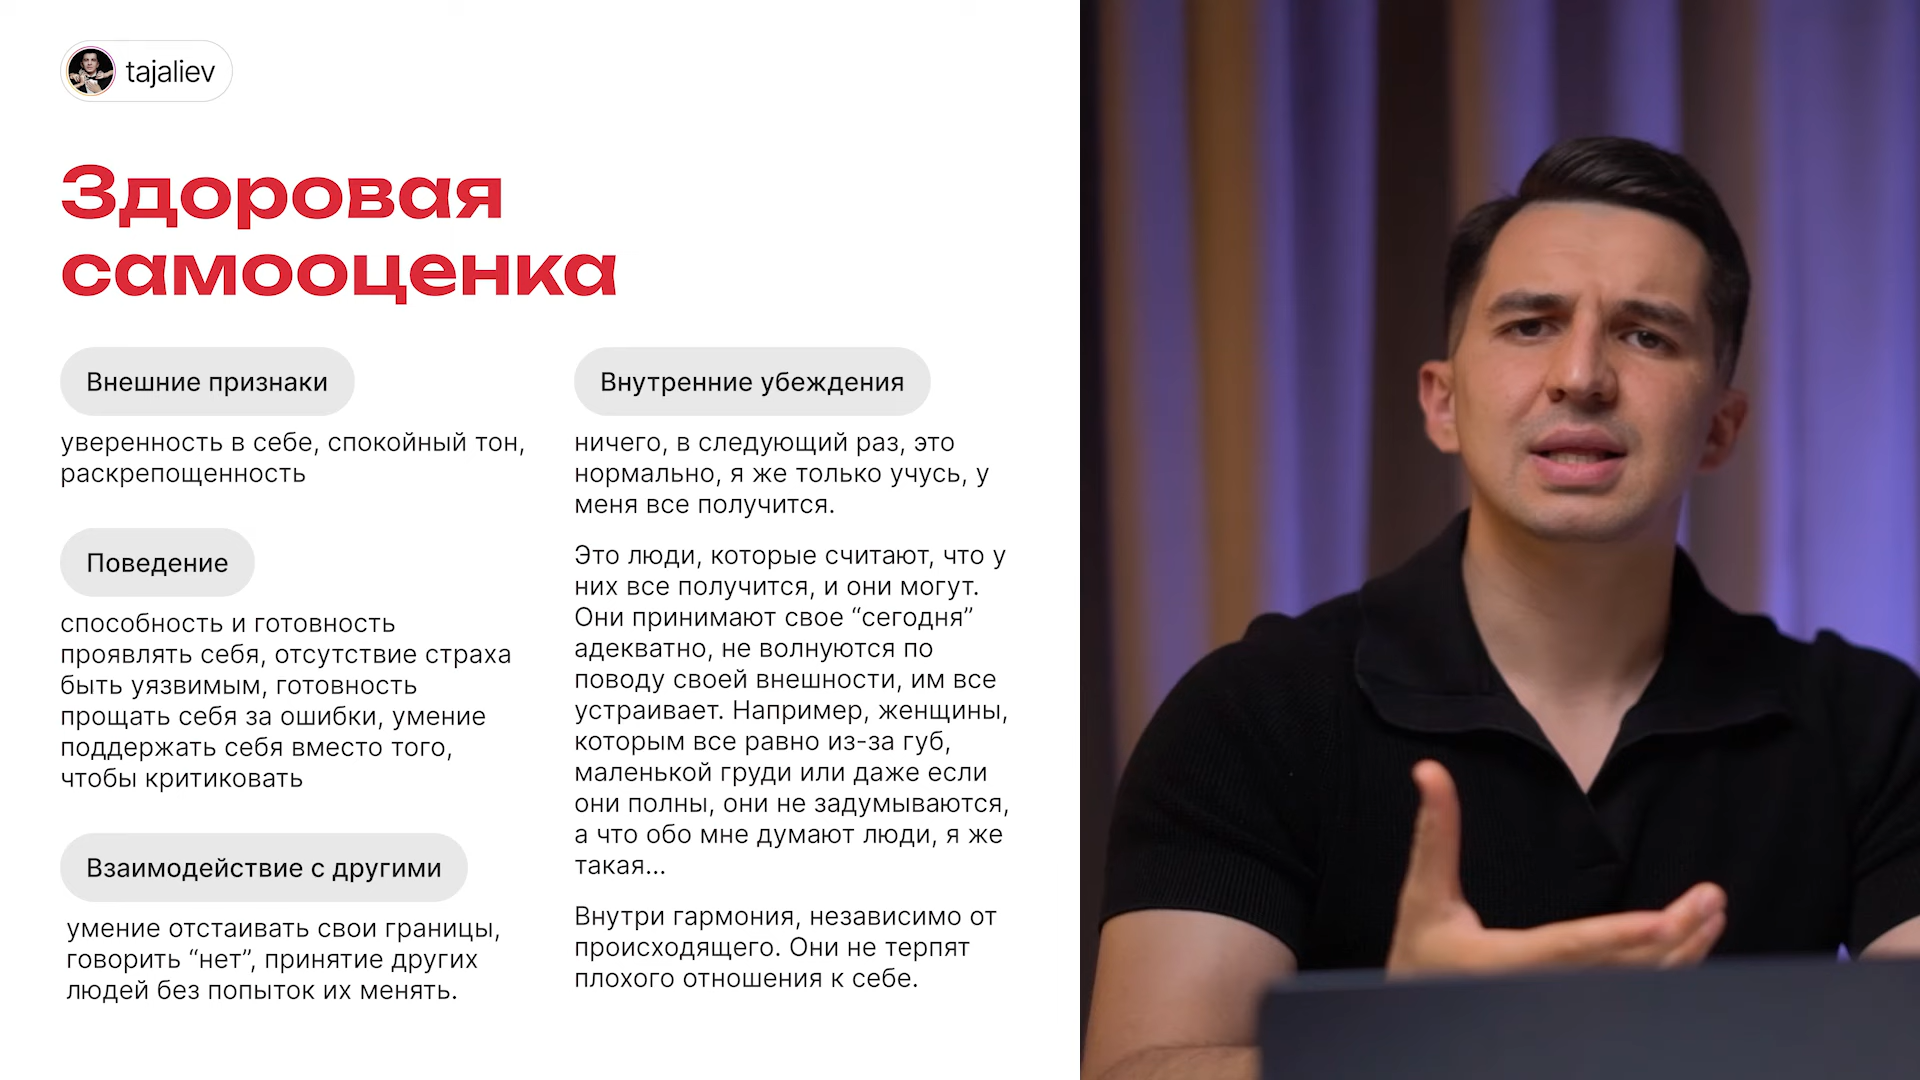 tajaliev
Здоровая
самооценка
Внешние признаки
уверенность в себе, спокойный тон,
раскрепощенность
Поведение
способность и готовность
проявлять себя, отсутствие страха
быть уязвимым, готовность
прощать себя за ошибки, умение
поддержать себя вместо того,
чтобы критиковать
Взаимодействие с другими
умение отстаивать свои границы,
говорить “нет”, принятие других
людей без попыток их менять.
Внутренние убеждения
ничего, в следующий раз, это
нормально, я же только учусь, у
меня все получится.
Это люди, которые считают, что у
них все получится, и они могут.
Они принимают свое “сегодня”
адекватно, не волнуются по
поводу своей внешности, им все
устраивает. Например, женщины,
которым все равно из-за губ,
маленькой груди или даже если
они полны, они не задумываются,
а что обо мне думают люди, я же
такая...
Внутри гармония, независимо от
происходящего. Они не терпят
плохого отношения к себе.